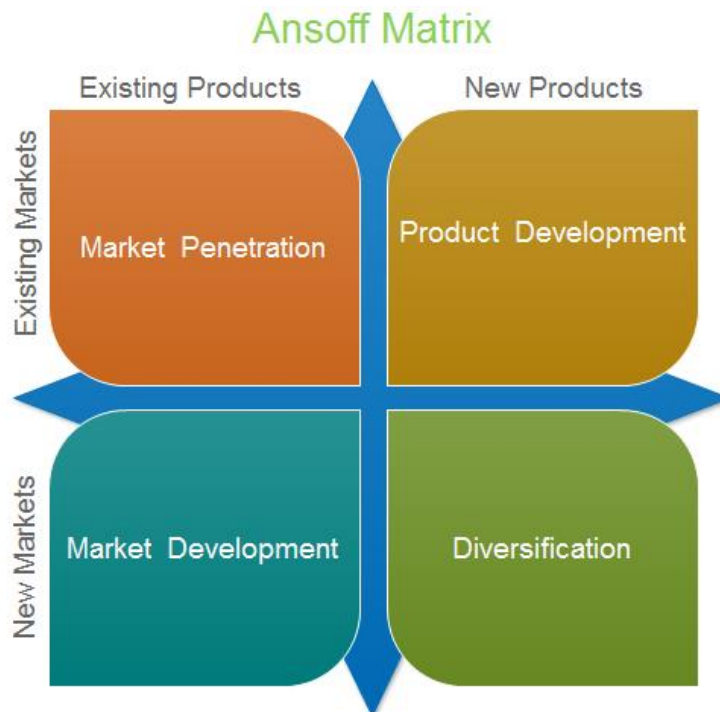 Ansoff Matrix
Existing Products
New Products
Existing Markets
Market Penetration
Product Development
New Markets
Market Development
Diversification